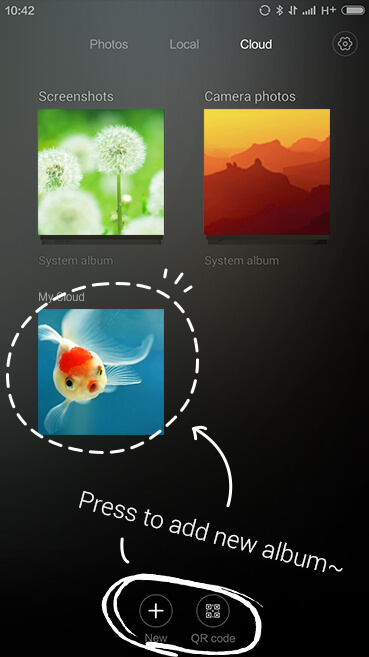 10:42
H+
Photos Local Cloud
Screenshots Camera photos
System album System album
My Cloud
Press to add new album~
New QR code